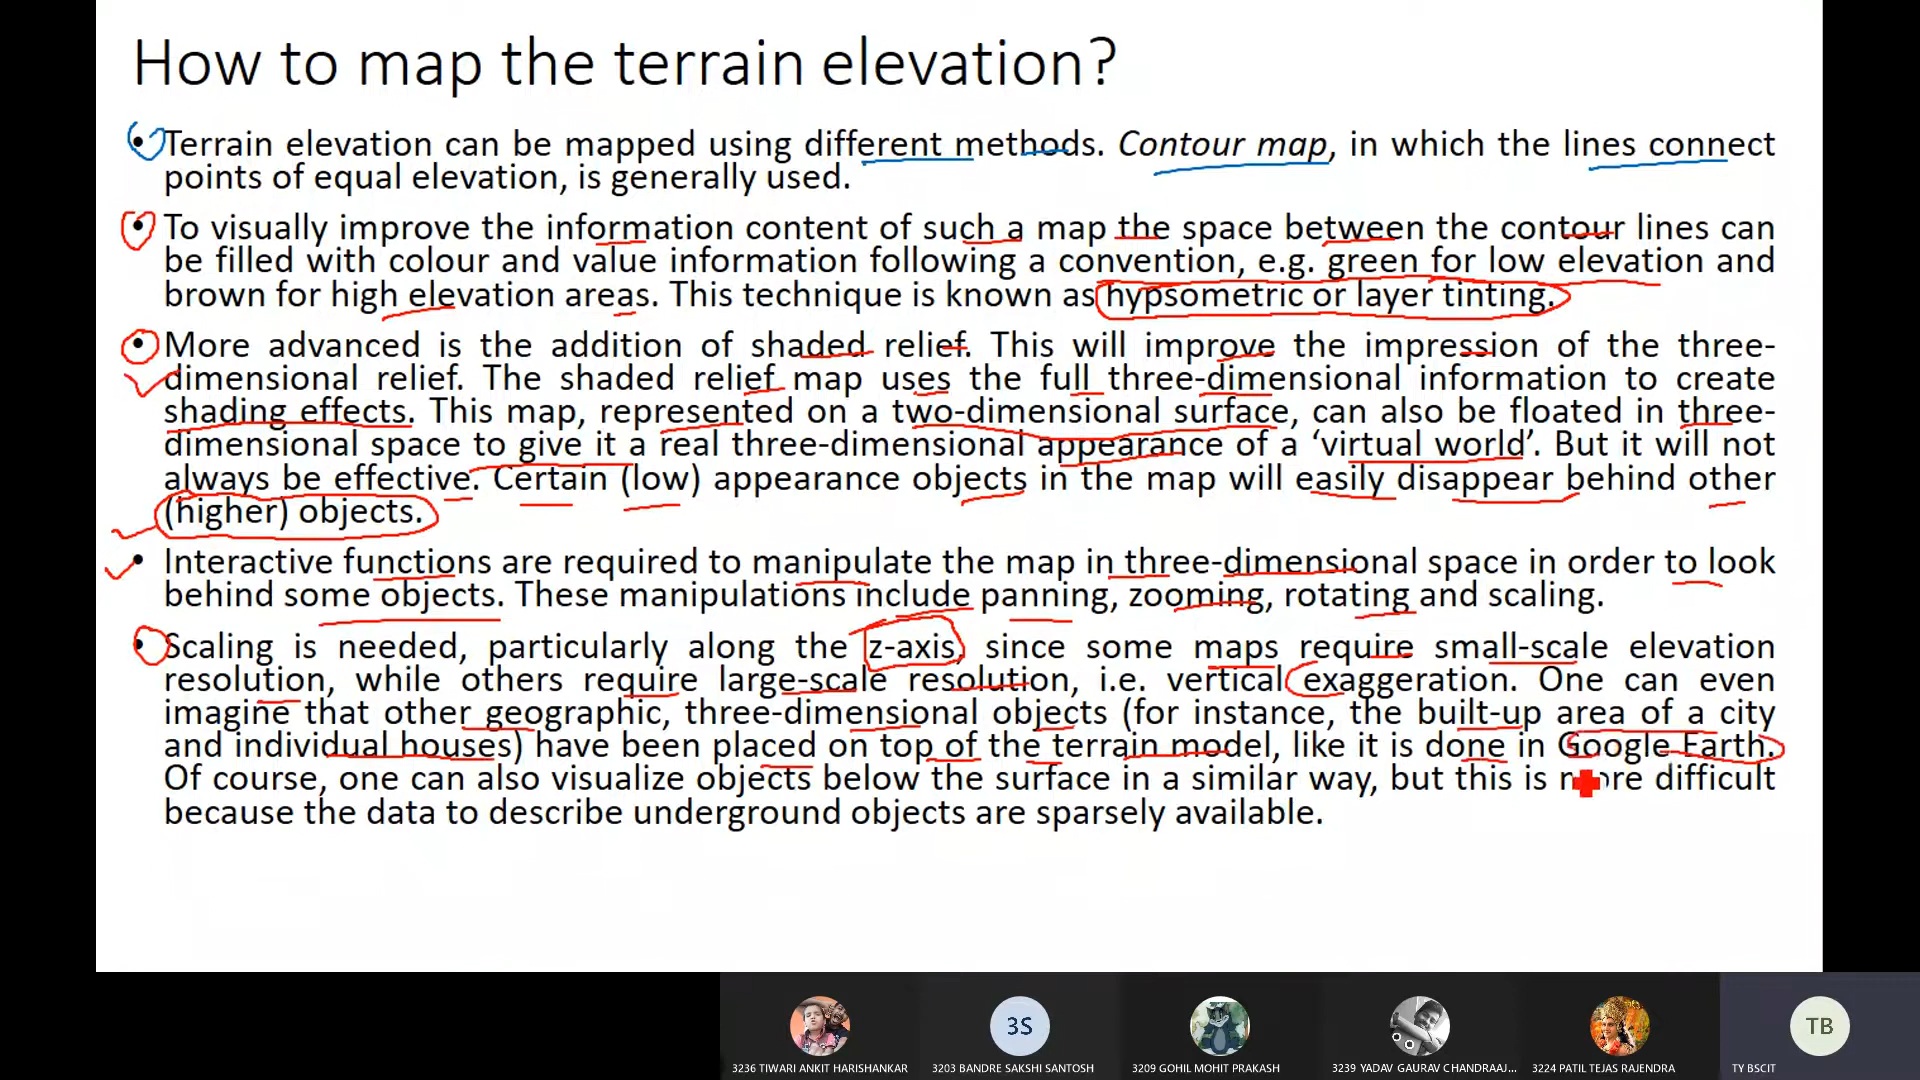 How to map the terrain elevation?
• Terrain elevation can be mapped using different methods. Contour map, in which the lines connect
points of equal elevation, is generally used.
• To visually improve the information content of such a map the space between the contour lines can
be filled with colour and value information following a convention, e.g. green for low elevation and
brown for high elevation areas. This technique is known as hypsometric or layer tinting.
• More advanced is the addition of shaded relief. This will improve the impression of the three-
dimensional relief. The shaded relief map uses the full three-dimensional information to create
shading effects. This map, represented on a two-dimensional surface, can also be floated in three-
dimensional space to give it a real three-dimensional appearance of a ‘virtual world’. But it will not
always be effective. Certain (low) appearance objects in the map will easily disappear behind other
(higher) objects.
• Interactive functions are required to manipulate the map in three-dimensional space in order to look
behind some objects. These manipulations include panning, zooming, rotating and scaling.
• Scaling is needed, particularly along the z-axis, since some maps require small-scale elevation
resolution, while others require large-scale resolution, i.e. vertical exaggeration. One can even
imagine that other geographic, three-dimensional objects (for instance, the built-up area of a city
and individual houses) have been placed on top of the terrain model, like it is done in Google Earth.
Of course, one can also visualize objects below the surface in a similar way, but this is more difficult
because the data to describe underground objects are sparsely available.
3S
TB
3236 TIWARI ANKIT HARISHANKAR
3203 BANDRE SAKSHI SANTOSH
3209 GOHIL MOHIT PRAKASH
3239 YADAV GAURAV CHANDRAAJ...
3224 PATIL TEJAS RAJENDRA
TY BSCIT